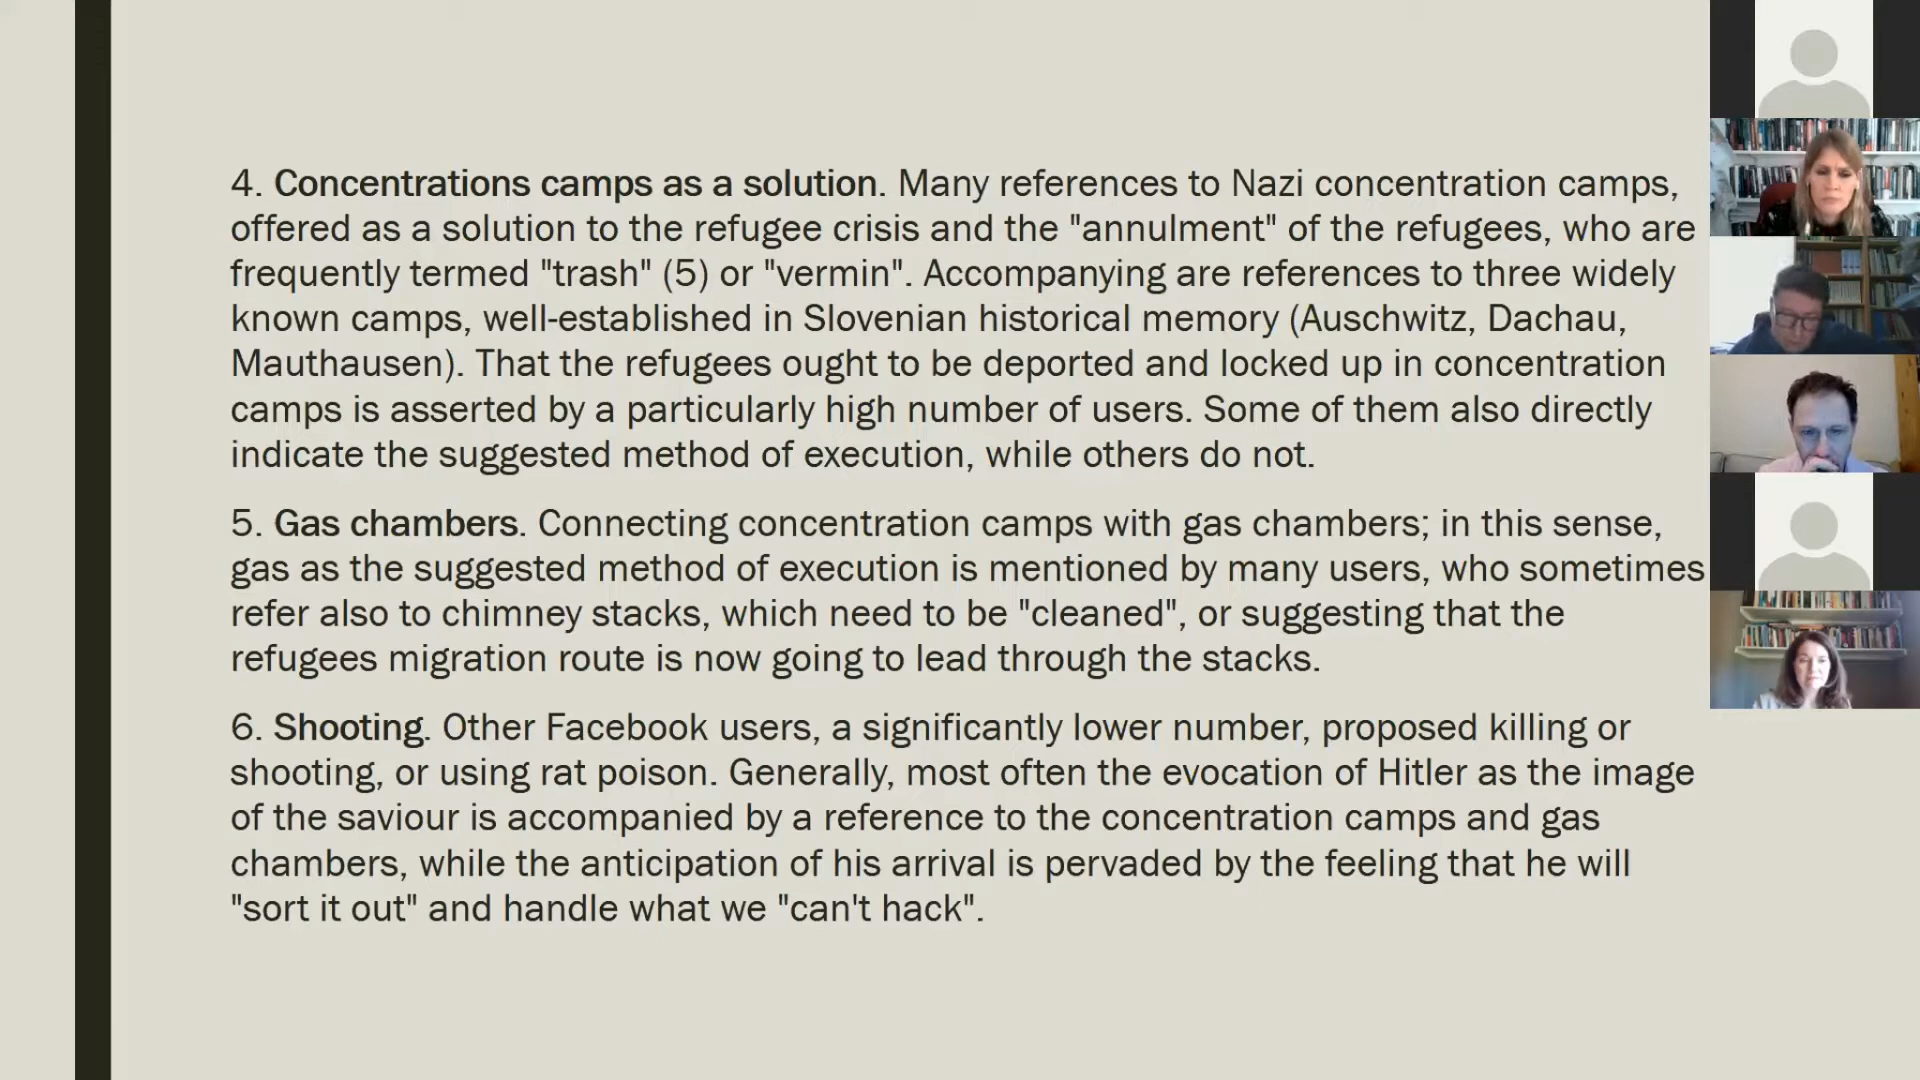 4. Concentrations camps as a solution. Many references to Nazi concentration camps,
offered as a solution to the refugee crisis and the "annulment" of the refugees, who are
frequently termed "trash" (5) or "vermin". Accompanying are references to three widely
known camps, well-established in Slovenian historical memory (Auschwitz, Dachau,
Mauthausen). That the refugees ought to be deported and locked up in concentration
camps is asserted by a particularly high number of users. Some of them also directly
indicate the suggested method of execution, while others do not.
5. Gas chambers. Connecting concentration camps with gas chambers; in this sense,
gas as the suggested method of execution is mentioned by many users, who sometimes
refer also to chimney stacks, which need to be "cleaned", or suggesting that the
refugees migration route is now going to lead through the stacks.
6. Shooting. Other Facebook users, a significantly lower number, proposed killing or
shooting, or using rat poison. Generally, most often the evocation of Hitler as the image
of the saviour is accompanied by a reference to the concentration camps and gas
chambers, while the anticipation of his arrival is pervaded by the feeling that he will
"sort it out" and handle what we "can't hack".